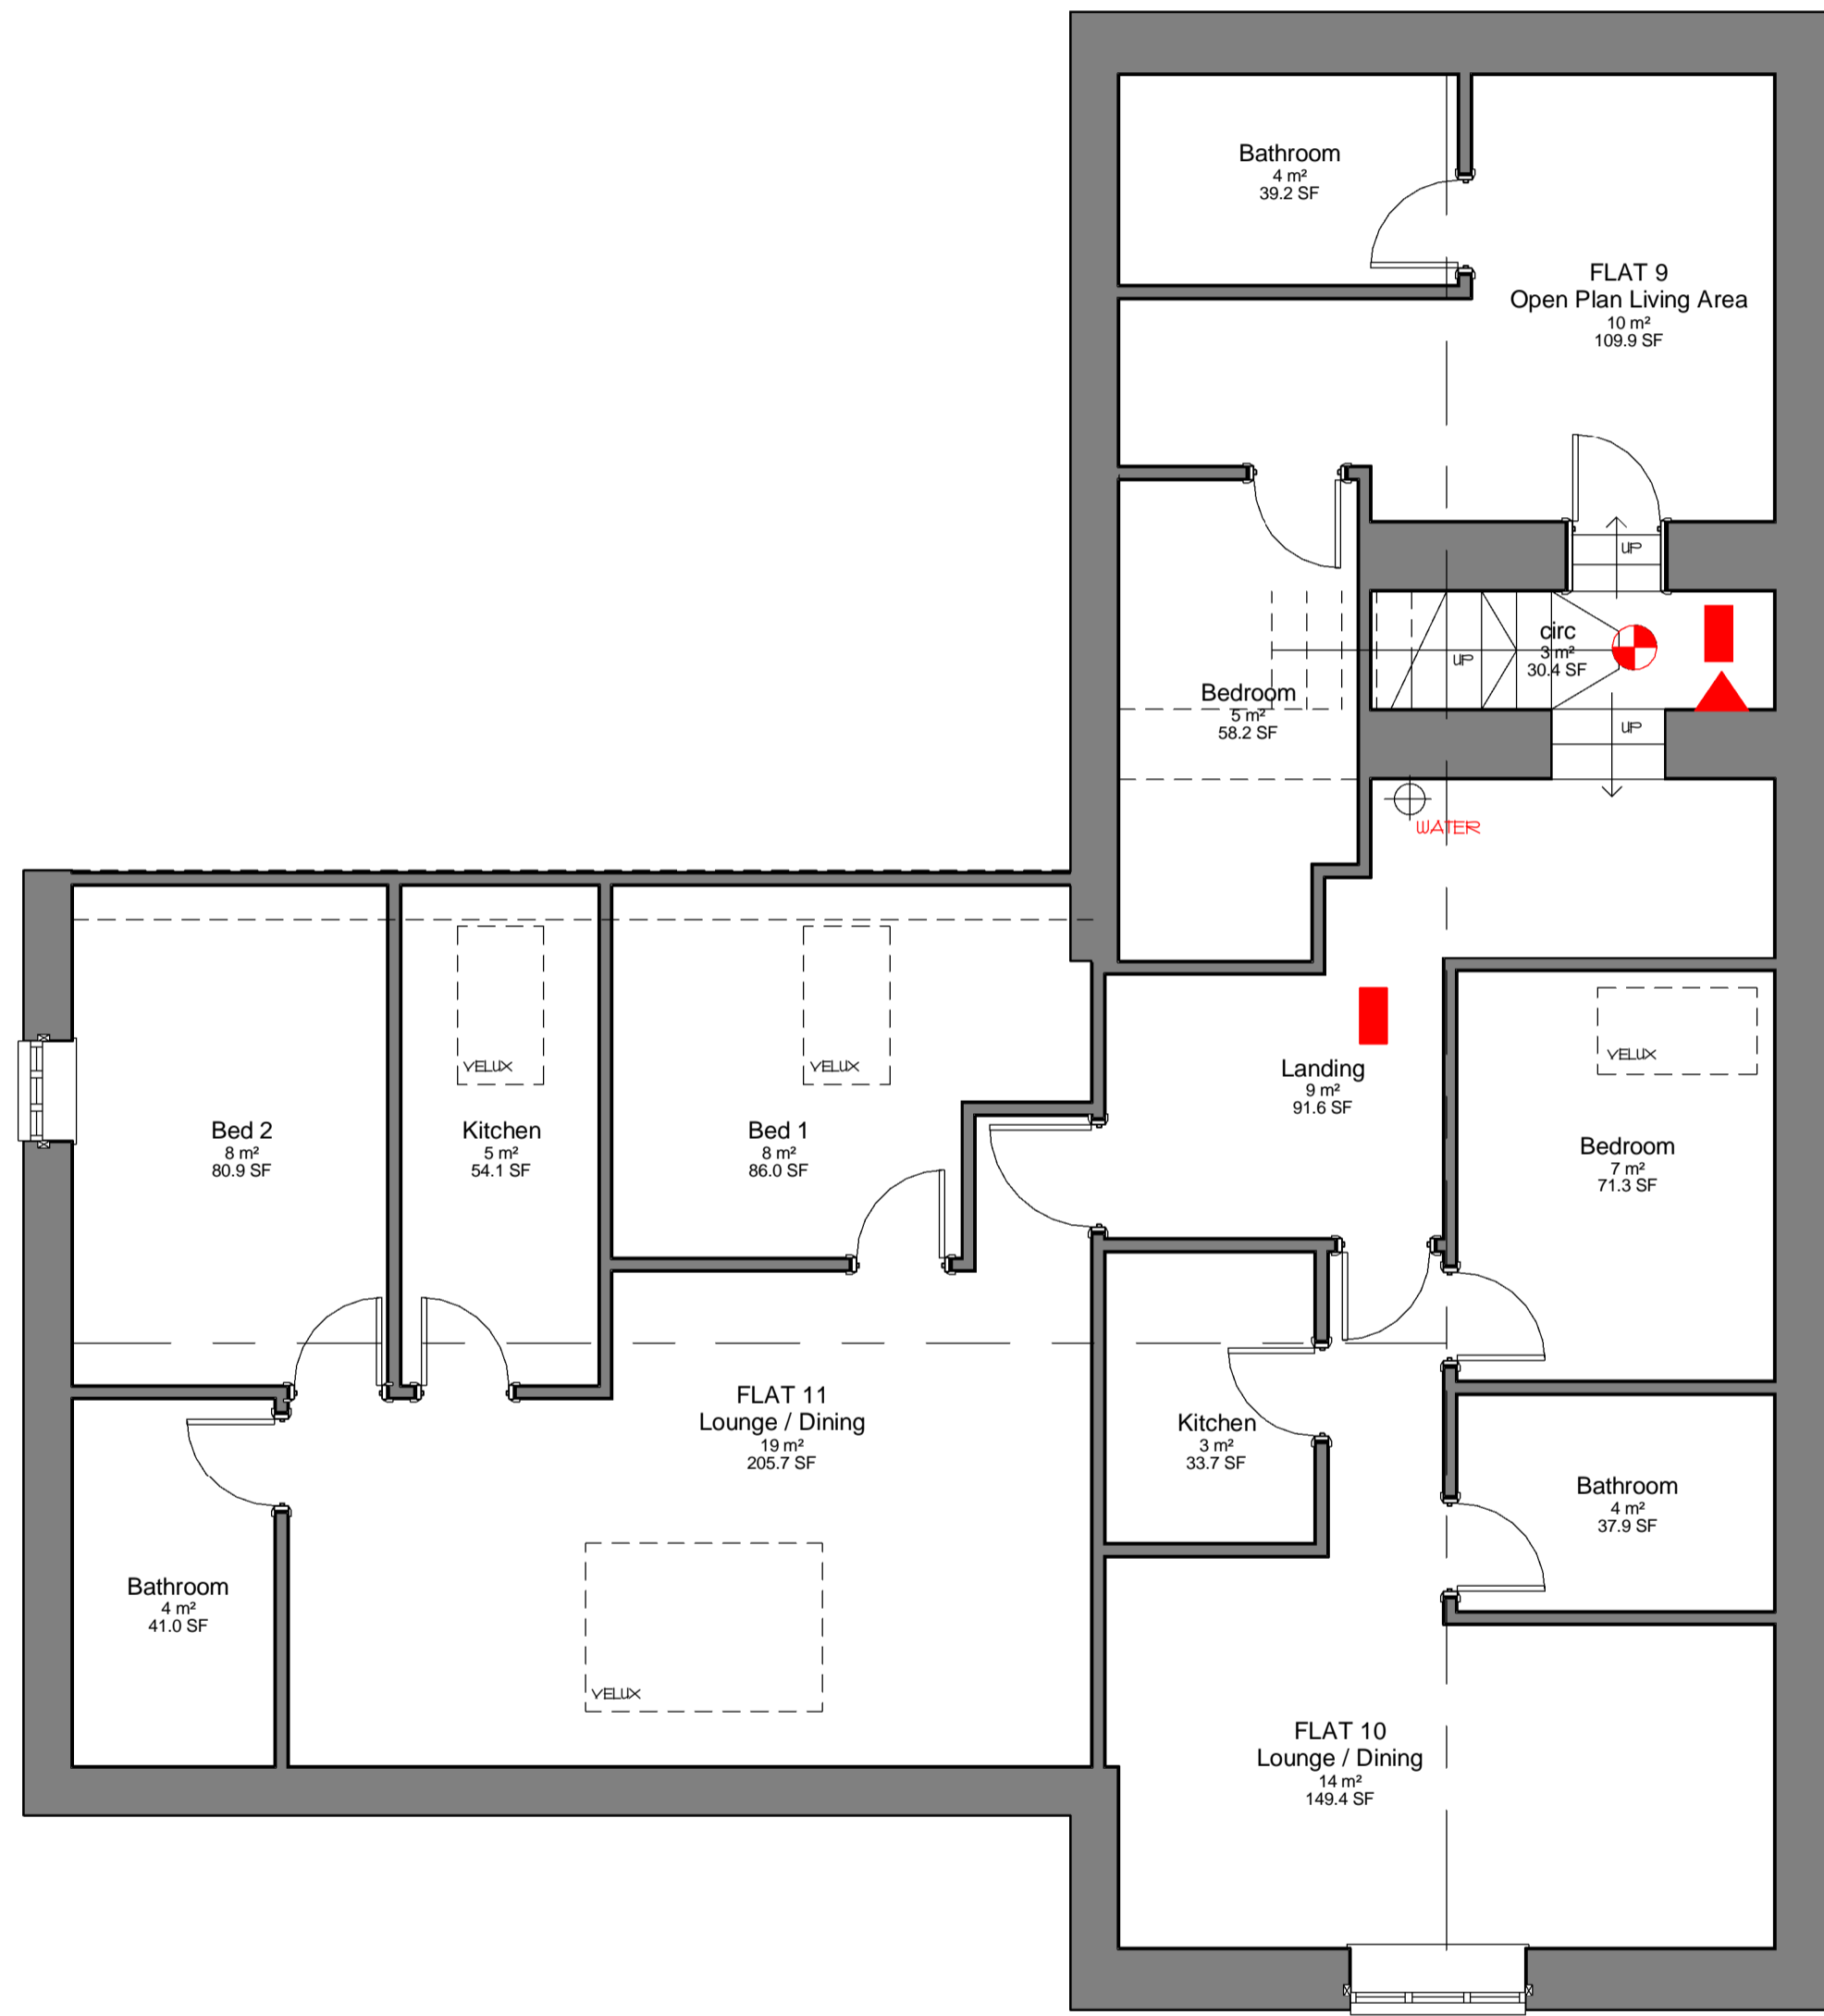 Bathroom
4 m²
39.2 SF
FLAT 9
Open Plan Living Area
10 m²
109.9 SF
UP
circ
3 m²
30.4 SF
UP
Bedroom
5 m²
58.2 SF
UP
WATER
VELUX
VELUX
VELUX
Landing
9 m²
91.6 SF
Bed 2
8 m²
80.9 SF
Kitchen
5 m²
54.1 SF
Bed 1
8 m²
86.0 SF
Bedroom
7 m²
71.3 SF
FLAT 11
Lounge / Dining
19 m²
205.7 SF
Kitchen
3 m²
33.7 SF
Bathroom
4 m²
37.9 SF
Bathroom
4 m²
41.0 SF
VELUX
FLAT 10
Lounge / Dining
14 m²
149.4 SF